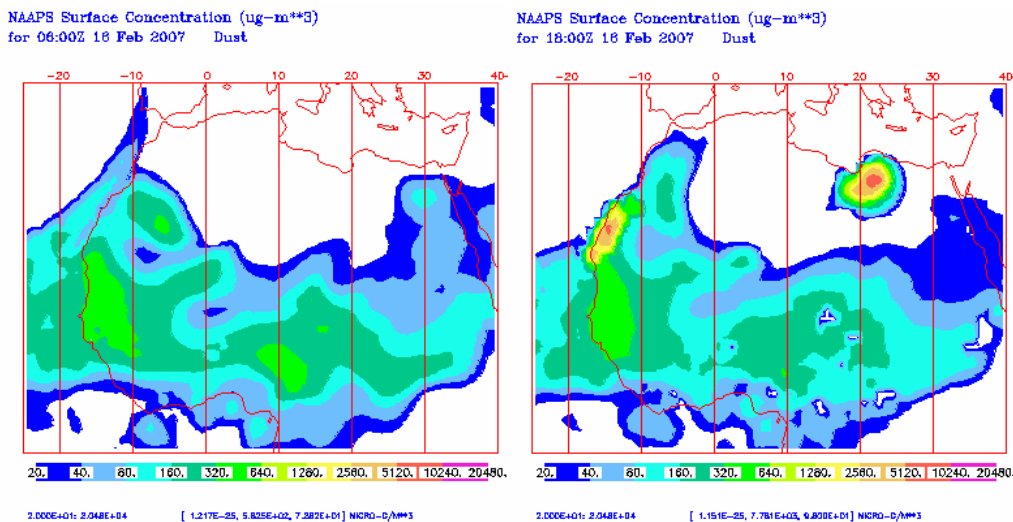 NAAPS Surface Concentration (ug-m**3)
for 06:00Z 16 Feb 2007 Dust
-20 -10 0 10 20 30 40
20. 40. 80. 160. 320. 640. 1280. 2560. 5120. 10240. 20480.
2.000E+01: 2.048E+04 [ 1.217E-25, 5.825E+02, 7.282E+01] MICRO-G/M**3
NAAPS Surface Concentration (ug-m**3)
for 18:00Z 16 Feb 2007 Dust
-20 -10 0 10 20 30 40
20. 40. 80. 160. 320. 640. 1280. 2560. 5120. 10240. 20480.
2.000E+01: 2.048E+04 [ 1.151E-25, 7.781E+03, 9.800E+01] MICRO-G/M**3